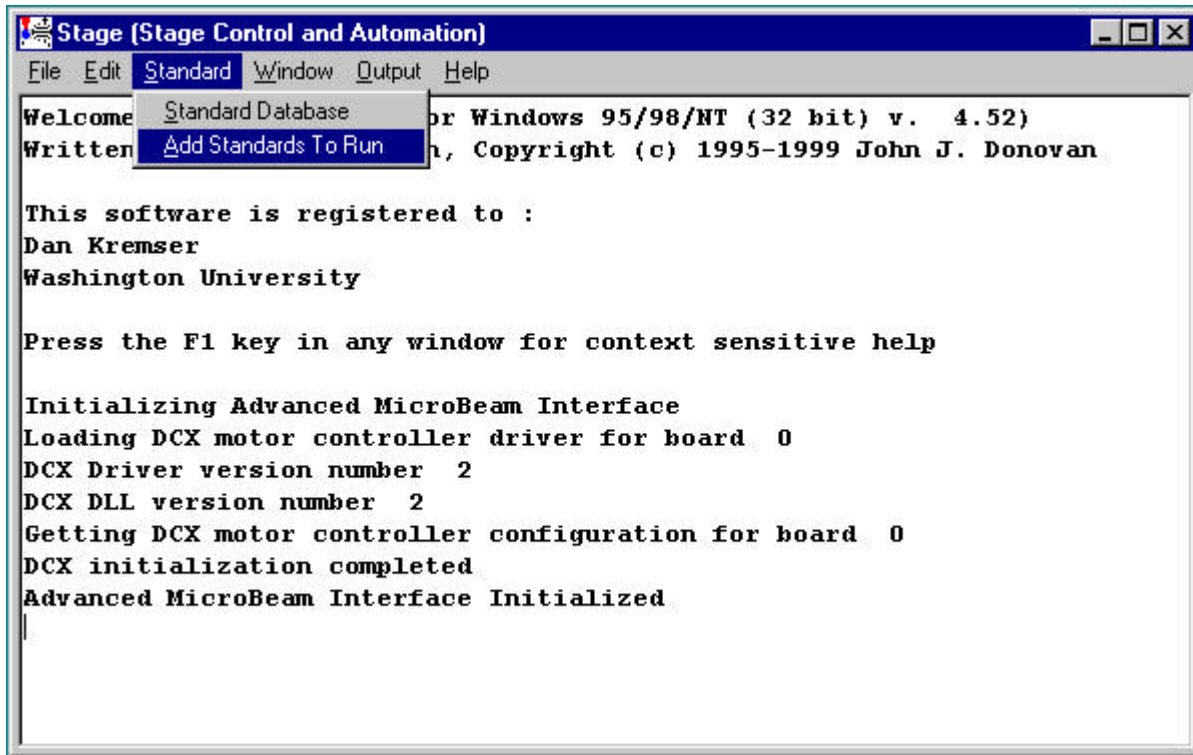 Stage (Stage Control and Automation)
File Edit Standard Window Output Help
Standard Database
Add Standards To Run
Welcome or Windows 95/98/NT (32 bit) v. 4.52)
Written n, Copyright (c) 1995-1999 John J. Donovan
This software is registered to :
Dan Kremser
Washington University
Press the F1 key in any window for context sensitive help
Initializing Advanced MicroBeam Interface
Loading DCX motor controller driver for board 0
DCX Driver version number 2
DCX DLL version number 2
Getting DCX motor controller configuration for board 0
DCX initialization completed
Advanced MicroBeam Interface Initialized